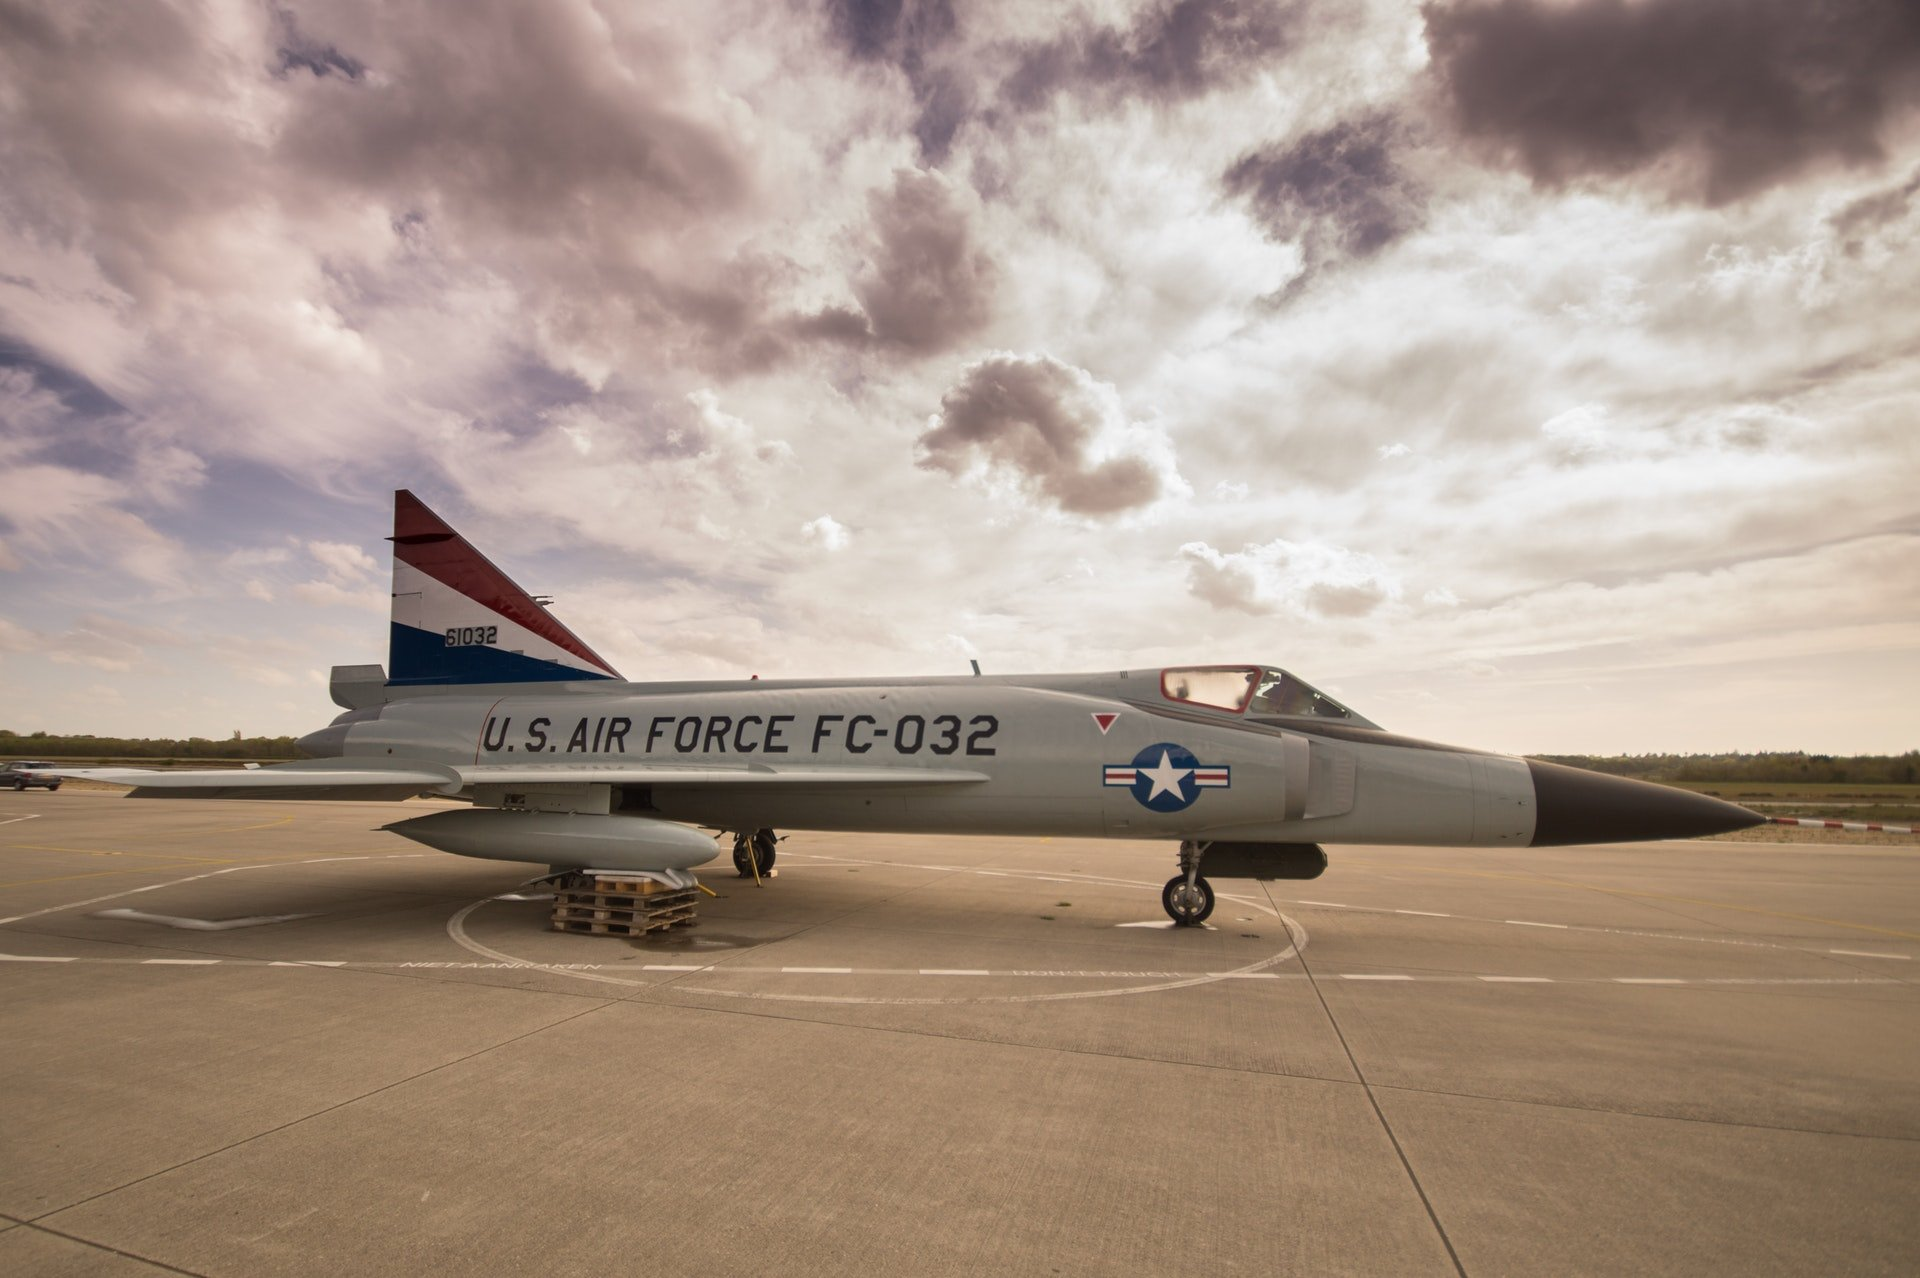 61032
U.S. AIR FORCE FC-032
NIET AANRAKEN
DON'T TOUCH